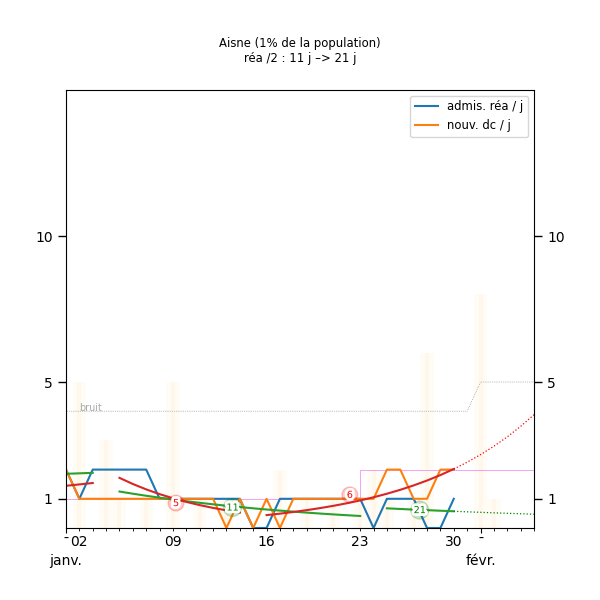 Aisne (1% de la population)
réa /2 : 11 j –> 21 j
admis. réa / j
nouv. dc / j
10 10
5 5
bruit
1 1
5 11 6 21
02 09 16 23 30
janv. févr.